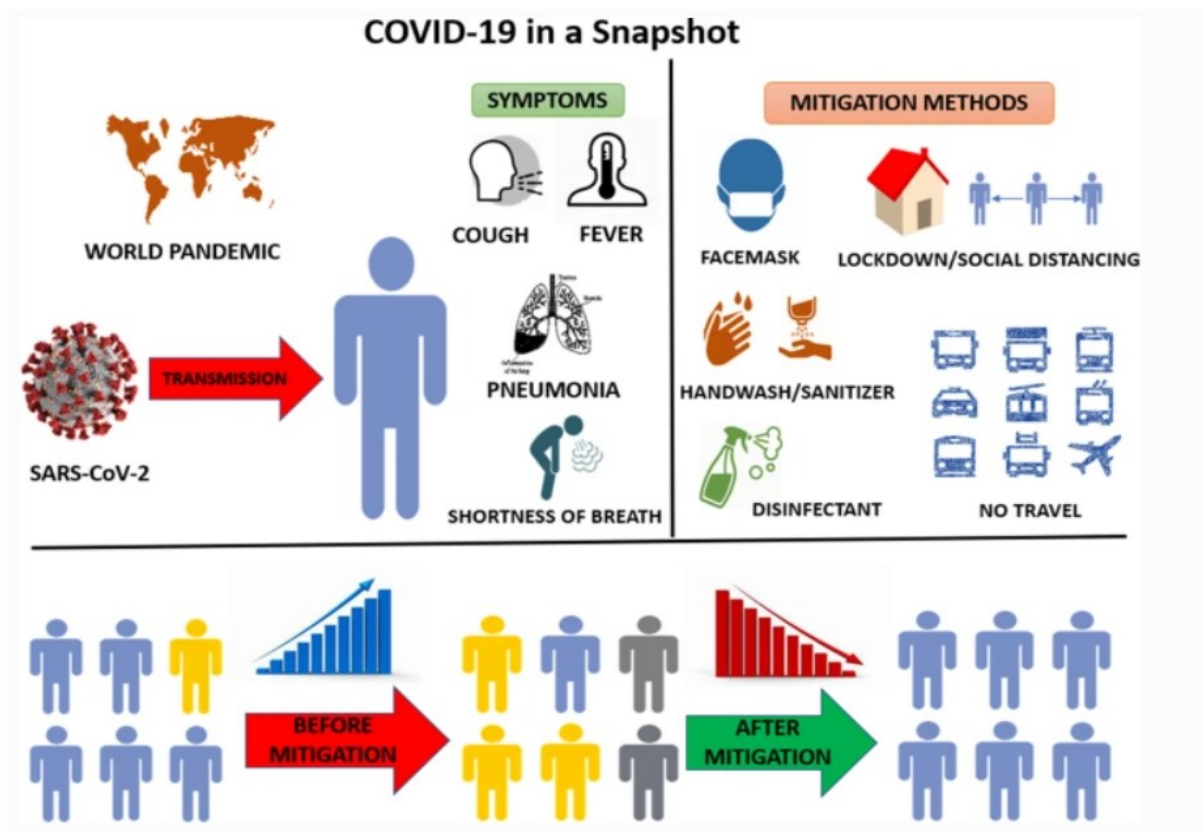 COVID-19 in a Snapshot
WORLD PANDEMIC
SARS-CoV-2
TRANSMISSION
SYMPTOMS
COUGH
FEVER
PNEUMONIA
SHORTNESS OF BREATH
MITIGATION METHODS
FACEMASK
LOCKDOWN/SOCIAL DISTANCING
HANDWASH/SANITIZER
DISINFECTANT
NO TRAVEL
BEFORE
MITIGATION
AFTER
MITIGATION